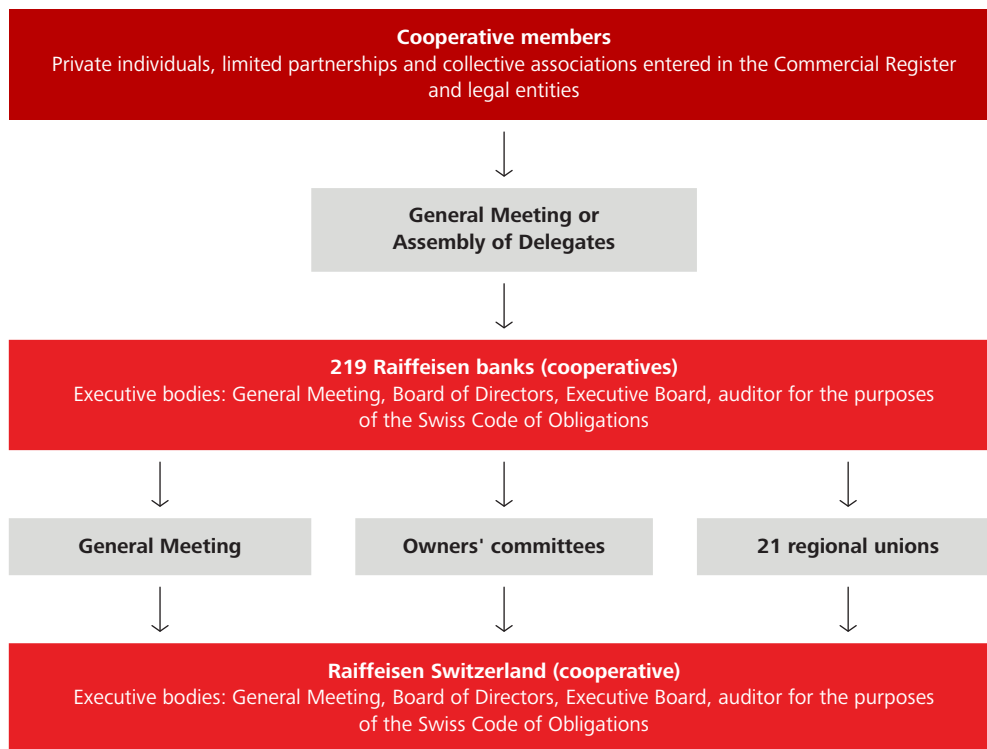 Cooperative members
Private individuals, limited partnerships and collective associations entered in the Commercial Register
and legal entities
General Meeting or
Assembly of Delegates
219 Raiffeisen banks (cooperatives)
Executive bodies: General Meeting, Board of Directors, Executive Board, auditor for the purposes
of the Swiss Code of Obligations
General Meeting
Owners' committees
21 regional unions
Raiffeisen Switzerland (cooperative)
Executive bodies: General Meeting, Board of Directors, Executive Board, auditor for the purposes
of the Swiss Code of Obligations